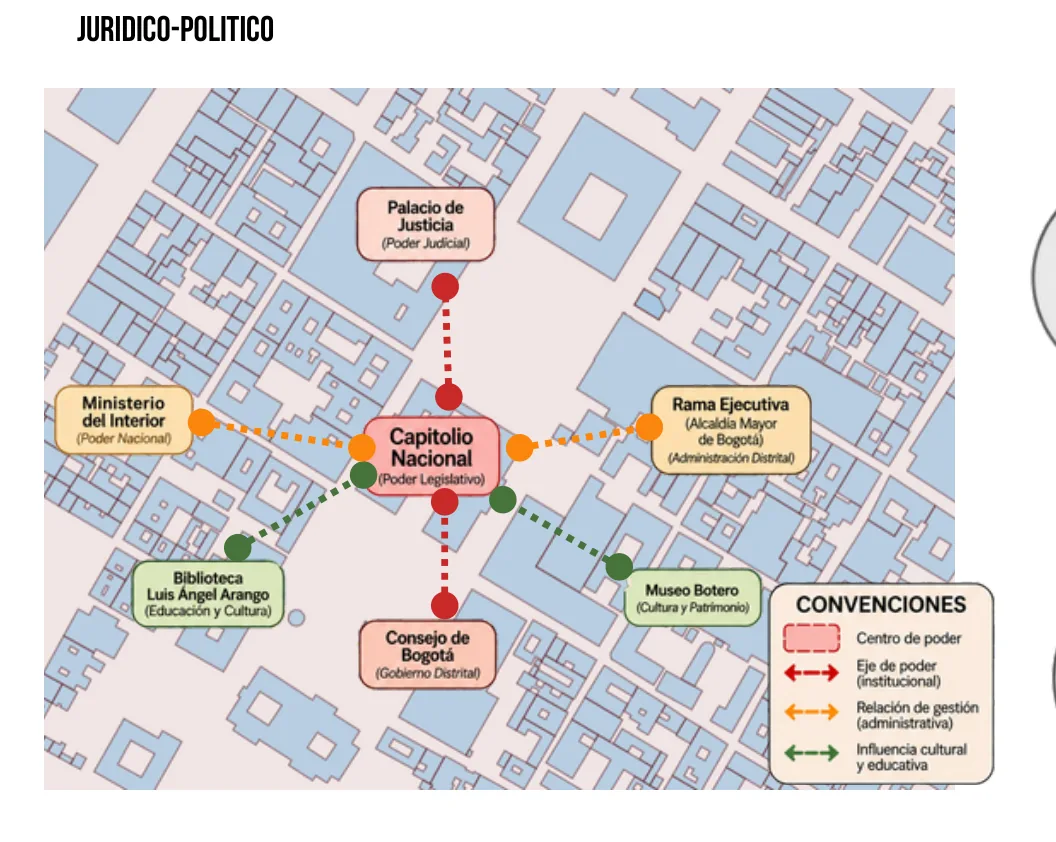 JURIDICO-POLITICO
Palacio de
Justicia
(Poder Judicial)
Ministerio
del Interior
(Poder Nacional)
Capitolio
Nacional
(Poder Legislativo)
Rama Ejecutiva
(Alcaldía Mayor
de Bogotá)
(Administración Distrital)
Biblioteca
Luis Ángel Arango
(Educación y Cultura)
Consejo de
Bogotá
(Gobierno Distrital)
Museo Botero
(Cultura y Patrimonio)
CONVENCIONES
Centro de poder
Eje de poder
(institucional)
Relación de gestión
(administrativa)
Influencia cultural
y educativa